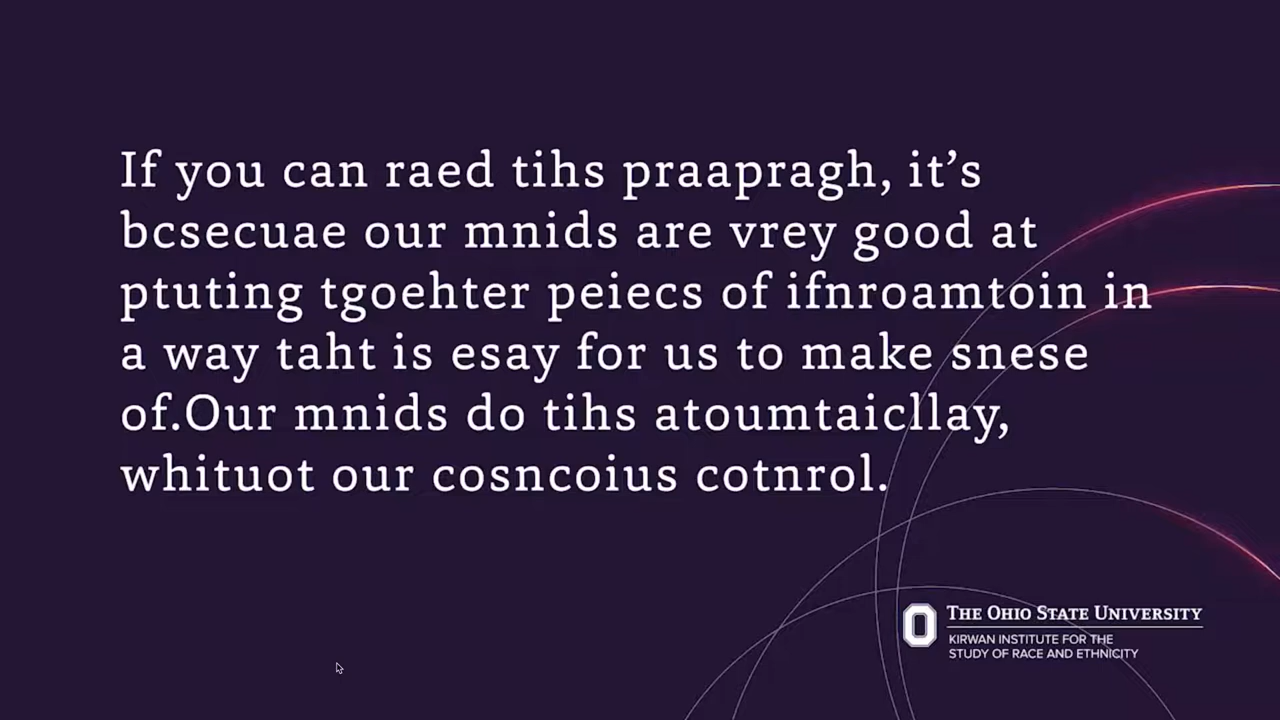 If you can raed tihs praapragh, it’s
bcsecuae our mnids are vrey good at
ptuting tgoehter peiecs of ifnroamtoin in
a way taht is esay for us to make snese
of.Our mnids do tihs atoumtaicllay,
whituot our cosncoius cotnrol.
THE OHIO STATE UNIVERSITY
KIRWAN INSTITUTE FOR THE
STUDY OF RACE AND ETHNICITY